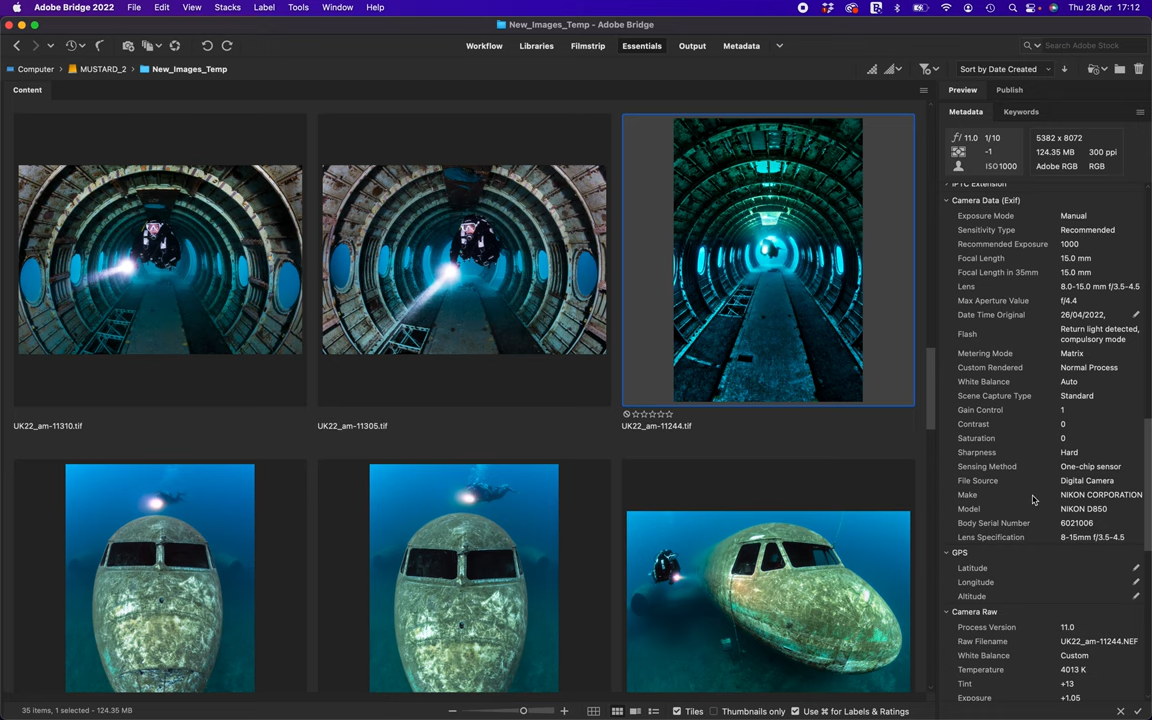 Adobe Bridge 2022 File Edit View Stacks Label Tools Window Help Thu 28 Apr 17:12
New_Images_Temp - Adobe Bridge
Workflow Libraries Filmstrip Essentials Output Metadata Search Adobe Stock
Computer MUSTARD_2 New_Images_Temp Sort by Date Created
Content
Preview Publish
Metadata Keywords
f/ 11.0 1/10
-1
ISO1000
5382 x 8072
124.35 MB 300 ppi
Adobe RGB RGB
IPTC Extension
Camera Data (Exif)
Exposure Mode Manual
Sensitivity Type Recommended
Recommended Exposure 1000
Focal Length 15.0 mm
Focal Length in 35mm 15.0 mm
Lens 8.0-15.0 mm f/3.5-4.5
Max Aperture Value f/4.4
Date Time Original 26/04/2022,
Flash Return light detected,
compulsory mode
Metering Mode Matrix
Custom Rendered Normal Process
White Balance Auto
Scene Capture Type Standard
Gain Control 1
Contrast 0
Saturation 0
Sharpness Hard
Sensing Method One-chip sensor
File Source Digital Camera
Make NIKON CORPORATION
Model NIKON D850
Body Serial Number 6021006
Lens Specification 8-15mm f/3.5-4.5
GPS
Latitude
Longitude
Altitude
Camera Raw
Process Version 11.0
Raw Filename UK22_am-11244.NEF
White Balance Custom
Temperature 4013 K
Tint +13
Exposure +1.05
UK22_am-11310.tif UK22_am-11305.tif UK22_am-11244.tif
35 items, 1 selected - 124.35 MB Tiles Thumbnails only Use ⌘ for Labels & Ratings